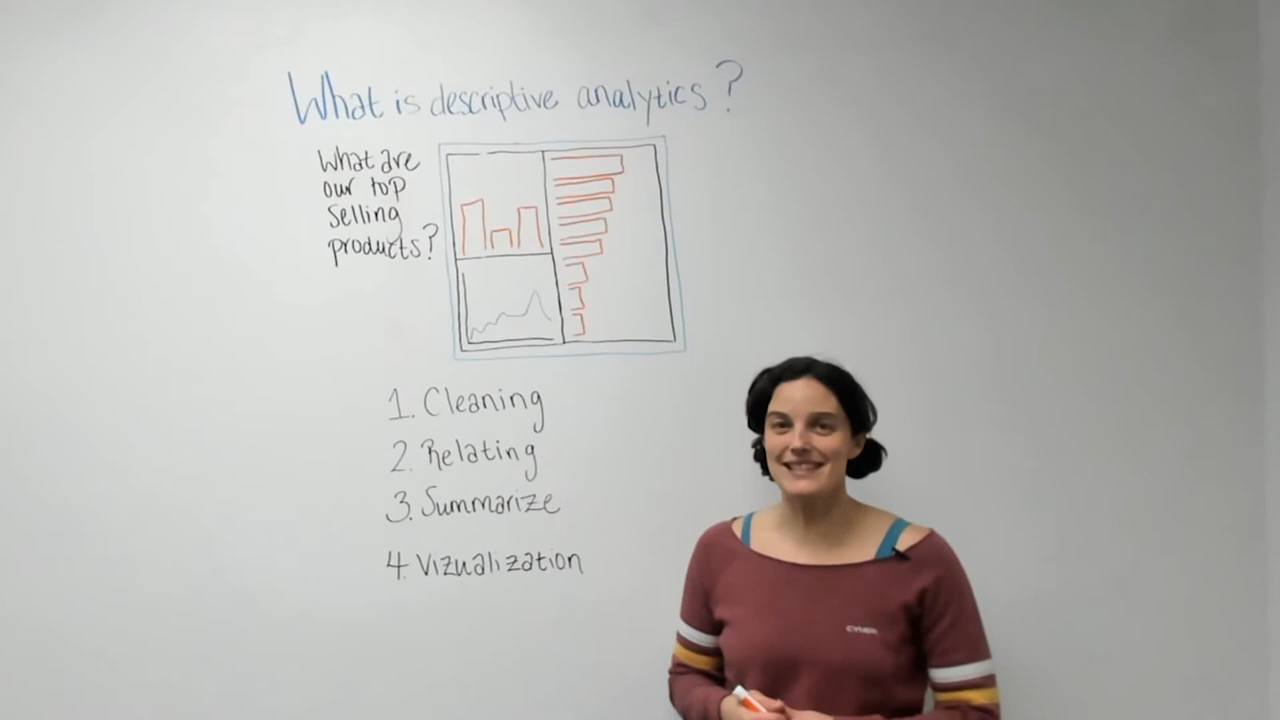 What is descriptive analytics?
What are
our top
selling
products?
1. Cleaning
2. Relating
3. Summarize
4. Vizualization